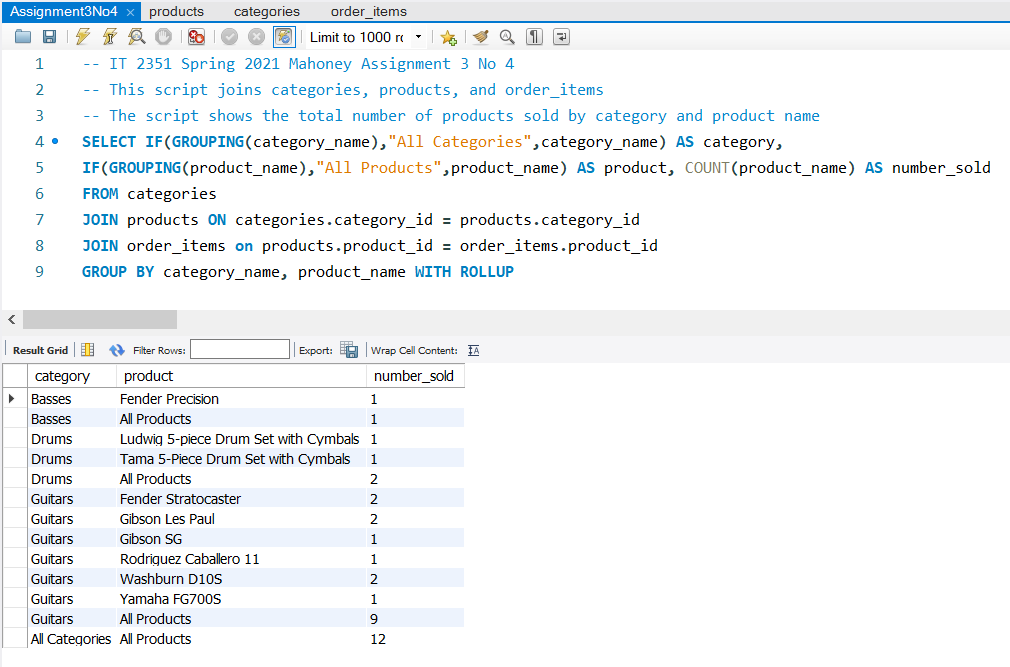 Assignment3No4 × products categories order_items
Limit to 1000 rc
1 -- IT 2351 Spring 2021 Mahoney Assignment 3 No 4
2 -- This script joins categories, products, and order_items
3 -- The script shows the total number of products sold by category and product name
4 SELECT IF(GROUPING(category_name),"All Categories",category_name) AS category,
5 IF(GROUPING(product_name),"All Products",product_name) AS product, COUNT(product_name) AS number_sold
6 FROM categories
7 JOIN products ON categories.category_id = products.category_id
8 JOIN order_items on products.product_id = order_items.product_id
9 GROUP BY category_name, product_name WITH ROLLUP
Result Grid Filter Rows: Export: Wrap Cell Content: IA
category product number_sold
Basses Fender Precision 1
Basses All Products 1
Drums Ludwig 5-piece Drum Set with Cymbals 1
Drums Tama 5-Piece Drum Set with Cymbals 1
Drums All Products 2
Guitars Fender Stratocaster 2
Guitars Gibson Les Paul 2
Guitars Gibson SG 1
Guitars Rodriguez Caballero 11 1
Guitars Washburn D10S 2
Guitars Yamaha FG700S 1
Guitars All Products 9
All Categories All Products 12